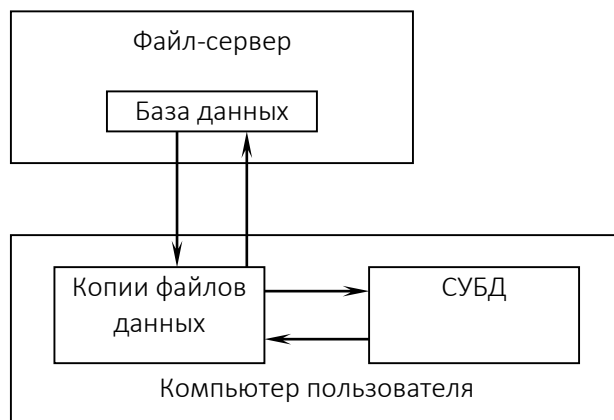 Файл-сервер
База данных
Копии файлов
данных
СУБД
Компьютер пользователя